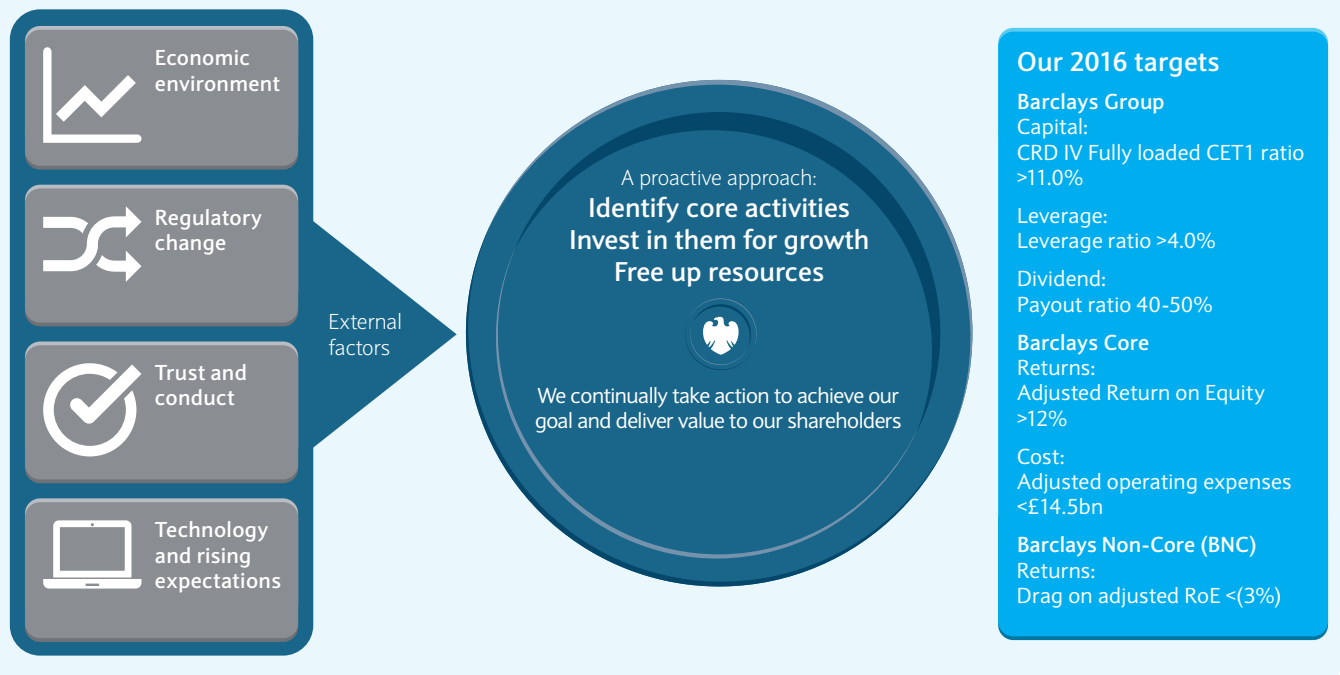 Economic
environment
Regulatory
change
Trust and
conduct
Technology
and rising
expectations
External
factors
A proactive approach:
Identify core activities
Invest in them for growth
Free up resources
We continually take action to achieve our
goal and deliver value to our shareholders
Our 2016 targets
Barclays Group
Capital:
CRD IV Fully loaded CET1 ratio
>11.0%
Leverage:
Leverage ratio >4.0%
Dividend:
Payout ratio 40-50%
Barclays Core
Returns:
Adjusted Return on Equity
>12%
Cost:
Adjusted operating expenses
<£14.5bn
Barclays Non-Core (BNC)
Returns:
Drag on adjusted RoE <(3%)